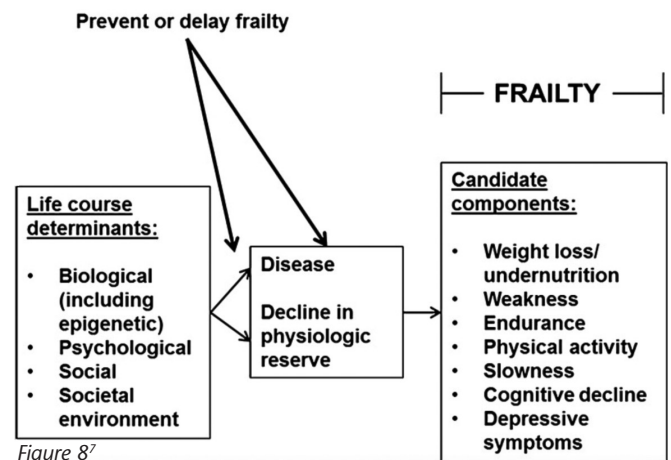 Prevent or delay frailty
FRAILTY
Life course
determinants:
• Biological
(including
epigenetic)
• Psychological
• Social
• Societal
environment
Disease
Decline in
physiologic
reserve
Candidate
components:
• Weight loss/
undernutrition
• Weakness
• Endurance
• Physical activity
• Slowness
• Cognitive decline
• Depressive
symptoms
Figure 8⁷